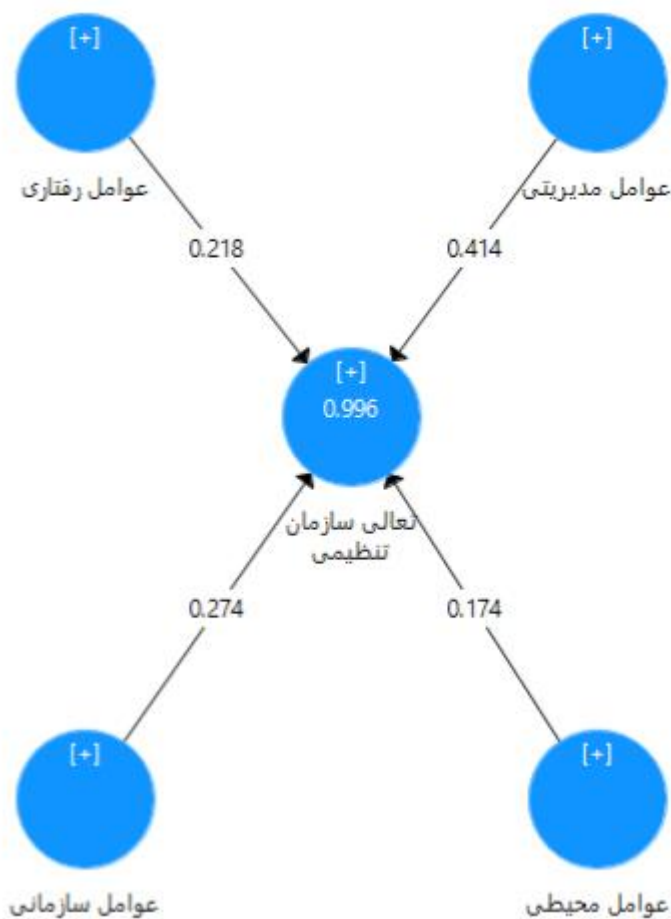 [+]
[+]
عوامل رفتاری
عوامل مدیریتی
0.218
0.414
[+]
0.996
تعالی سازمان
تنظیمی
0.274
0.174
[+]
[+]
عوامل سازمانی
عوامل محیطی